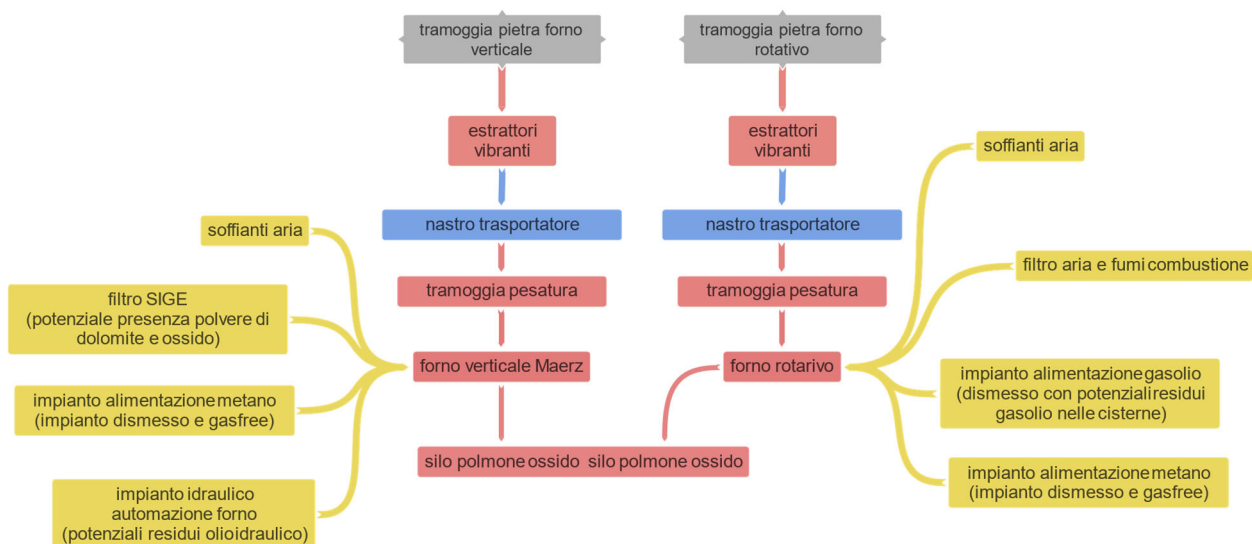 tramoggia pietra forno
verticale
tramoggia pietra forno
rotativo
estrattori
vibranti
estrattori
vibranti
soffianti aria
nastro trasportatore
nastro trasportatore
soffianti aria
filtro aria e fumi combustione
tramoggia pesatura
tramoggia pesatura
filtro SIGE
(potenziale presenza polvere di
dolomite e ossido)
forno verticale Maerz
forno rotarivo
impianto alimentazione gasolio
(dismesso con potenziali residui
gasolio nelle cisterne)
impianto alimentazione metano
(impianto dismesso e gasfree)
silo polmone ossido silo polmone ossido
impianto alimentazione metano
(impianto dismesso e gasfree)
impianto idraulico
automazione forno
(potenziali residui olioidraulico)